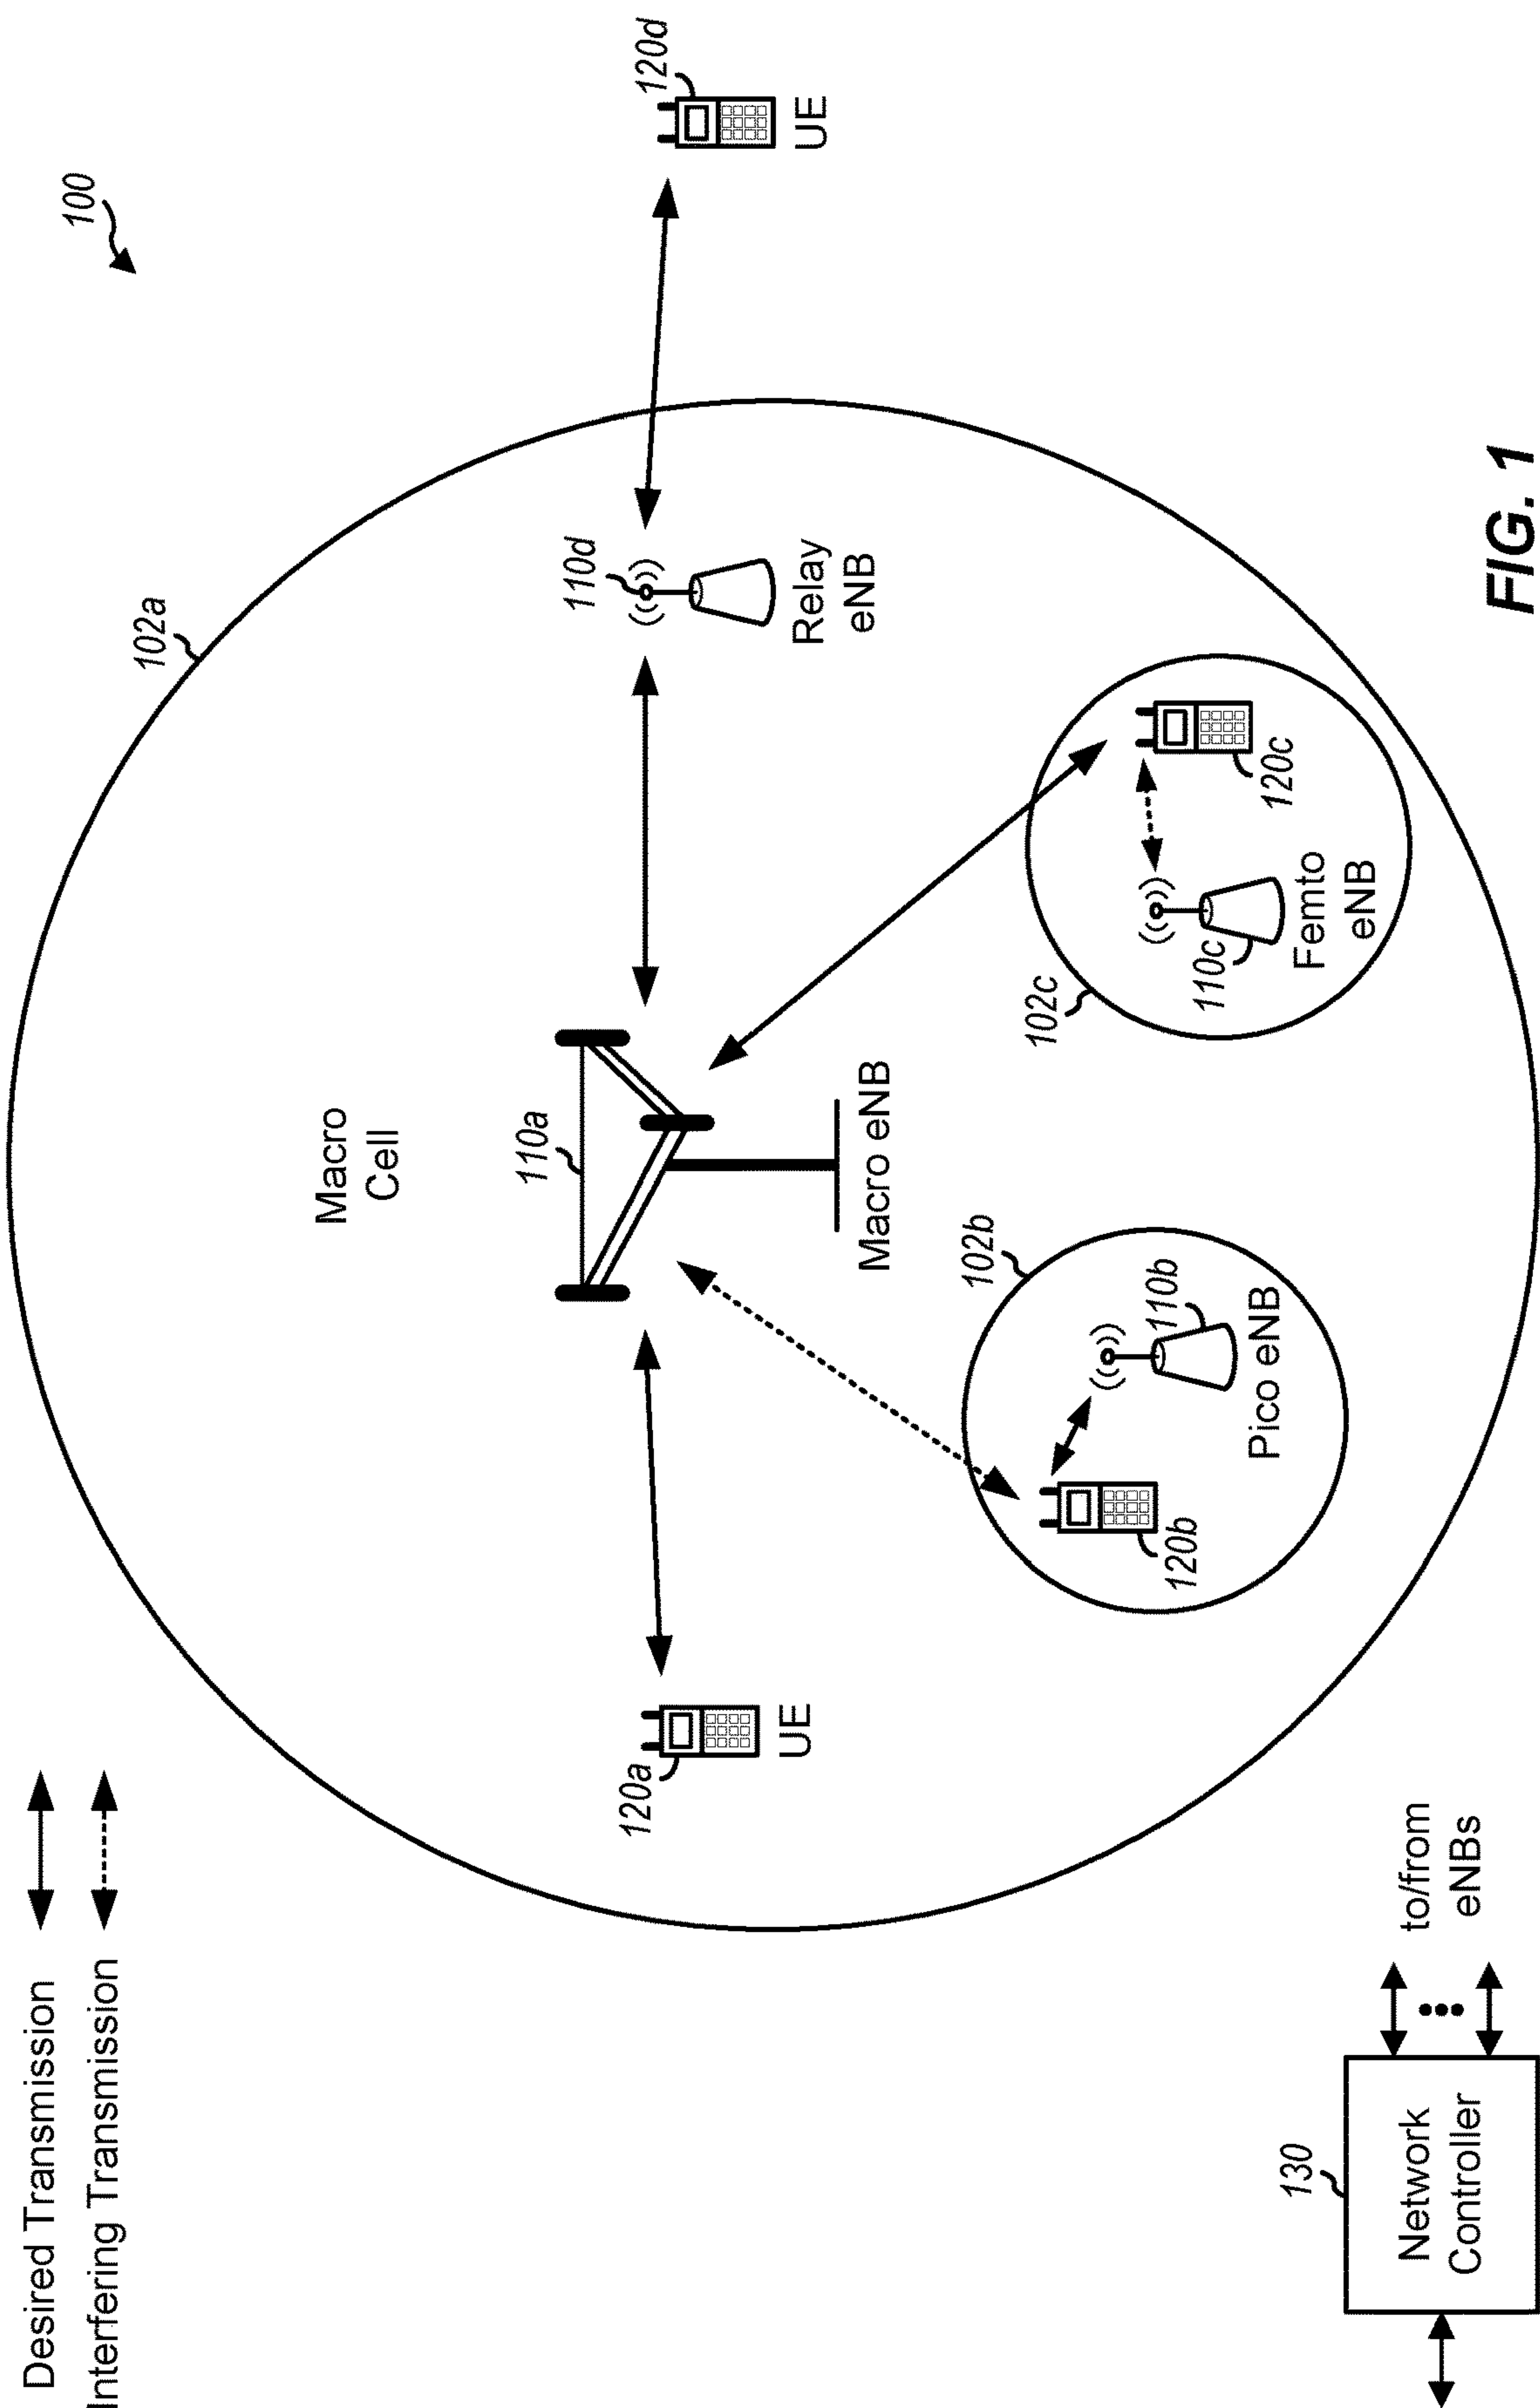 Desired Transmission
Interfering Transmission
100
102a
Macro
Cell
110a
Macro eNB
120a
UE
110d
Relay
eNB
120d
UE
102b
110b
Pico eNB
120b
102c
110c
Femto
eNB
120c
130
Network
Controller
to/from
eNBs
FIG. 1